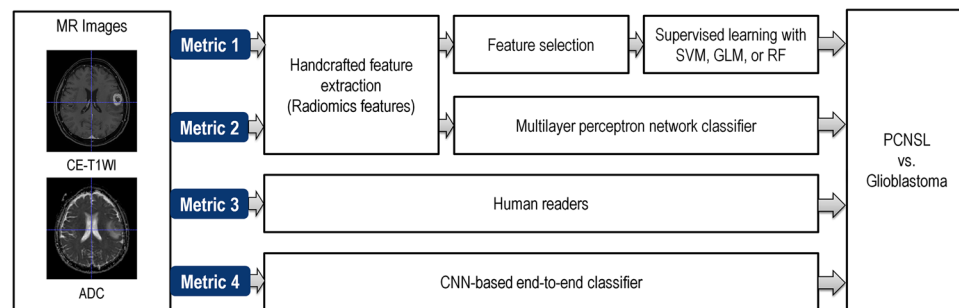 MR Images
CE-T1WI
ADC
Metric 1
Handcrafted feature
extraction
(Radiomics features)
Feature selection
Supervised learning with
SVM, GLM, or RF
Metric 2
Multilayer perceptron network classifier
Metric 3
Human readers
Metric 4
CNN-based end-to-end classifier
PCNSL
vs.
Glioblastoma